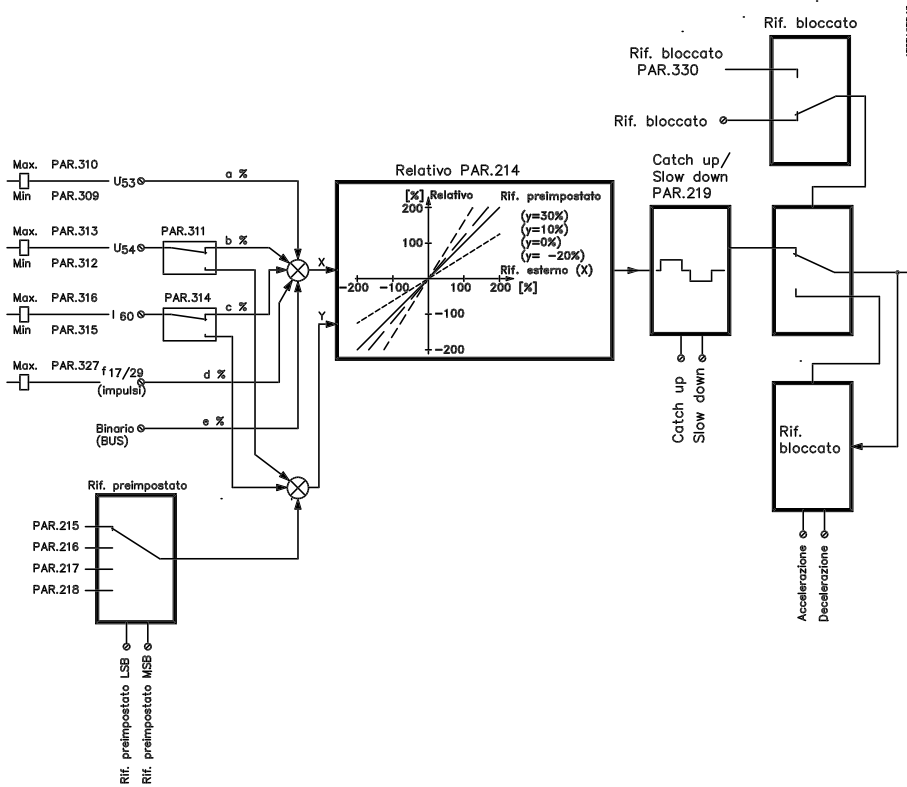 Rif. bloccato
Rif. bloccato
PAR.330
Rif. bloccato
Max. PAR.310
U53
a %
Min PAR.309
Max. PAR.313
U54
PAR.311
b %
Min PAR.312
Max. PAR.316
I 60
PAR.314
c %
Min PAR.315
Max. PAR.327 f17/29
(impulsi)
d %
Binario
(BUS)
e %
X
Y
Relativo PAR.214
[%] Relativo
Rif. preimpostato
200
(y=30%)
(y=10%)
100
(y=0%)
(y= -20%)
Rif. esterno (X)
-200 -100 100 200 [%]
-100
-200
Catch up/
Slow down
PAR.219
Catch up
Slow down
Rif.
bloccato
Accelerazione
Decelerazione
Rif. preimpostato
PAR.215
PAR.216
PAR.217
PAR.218
Rif. preimpostato LSB
Rif. preimpostato MSB